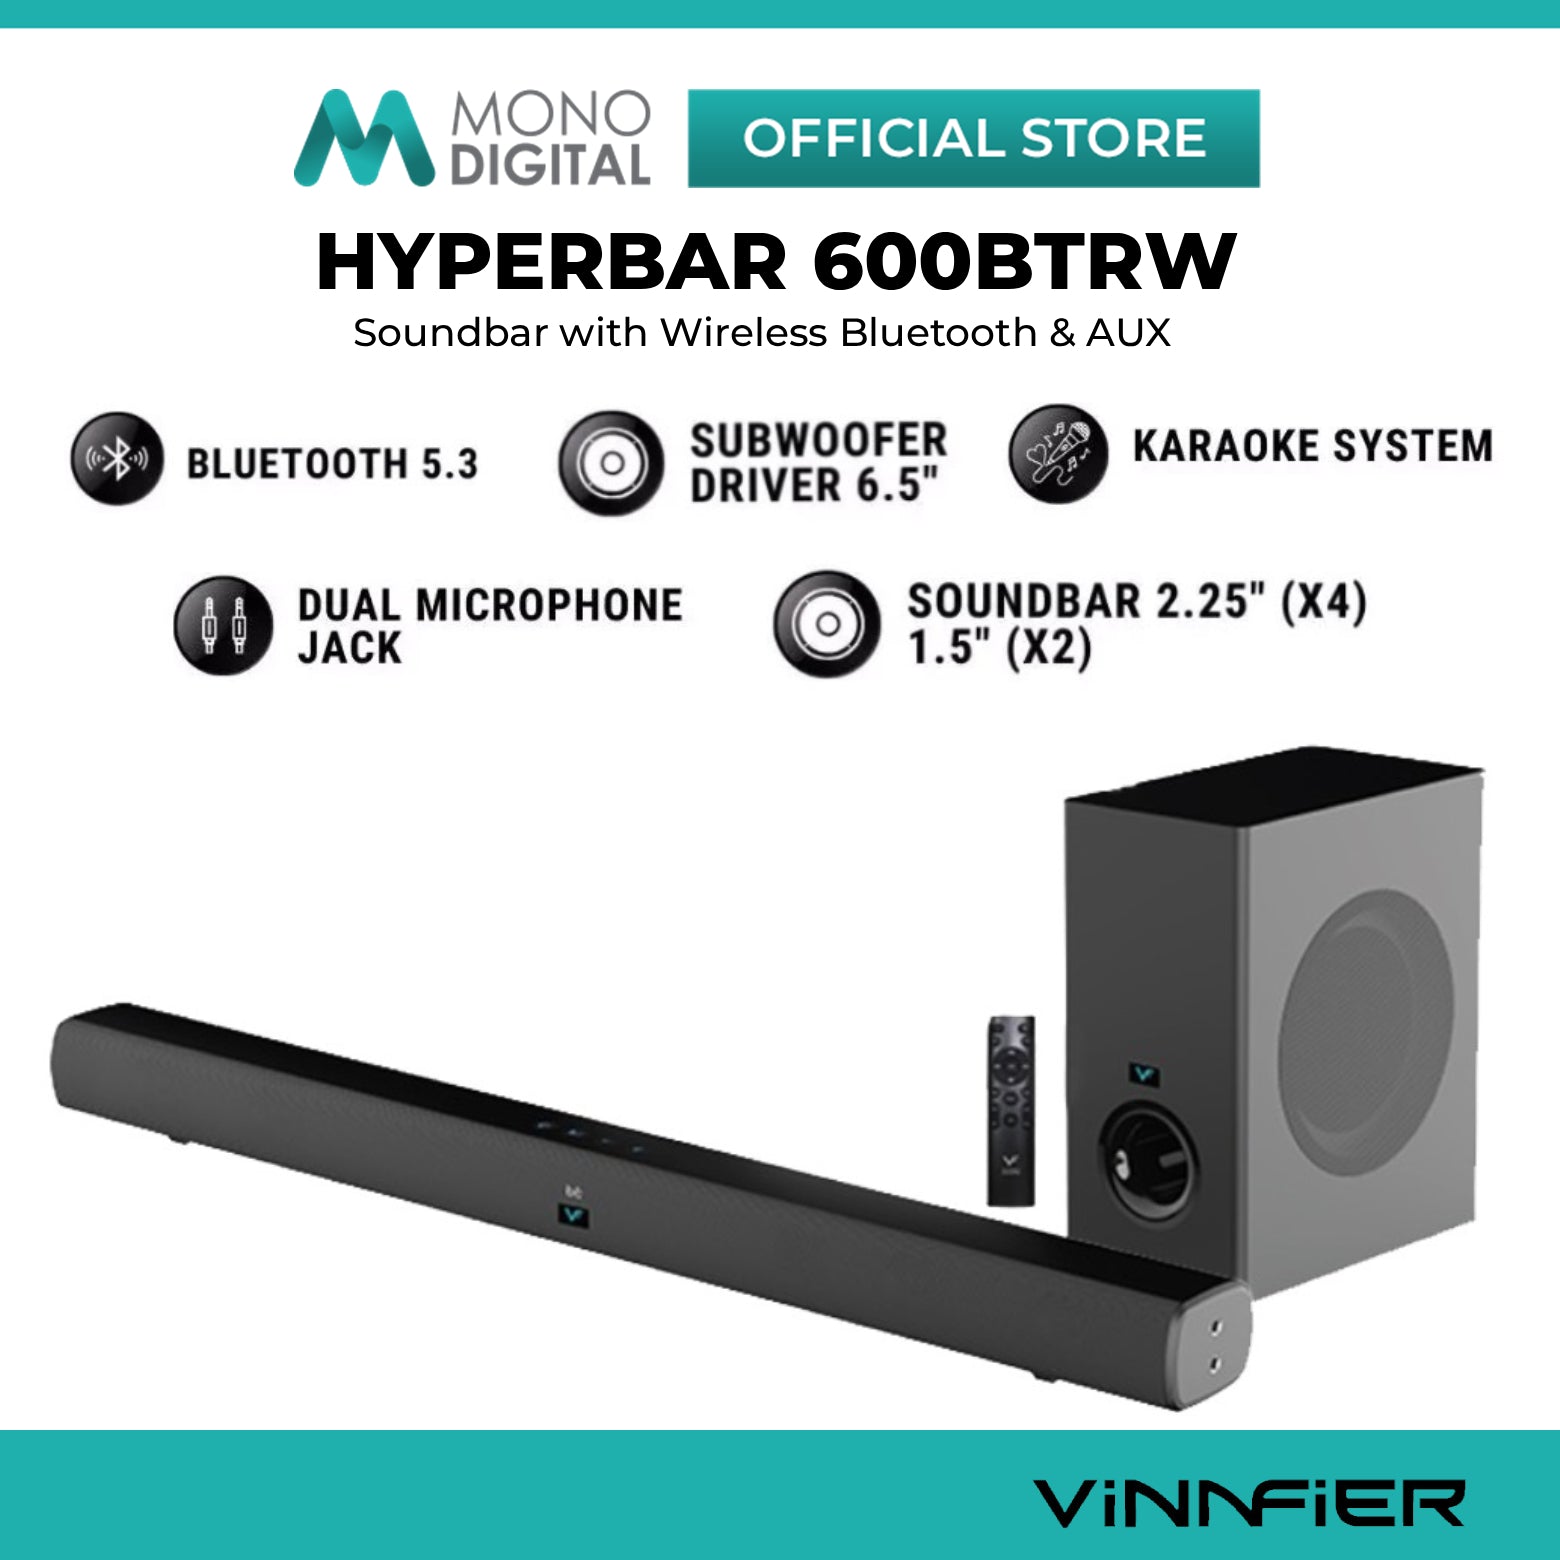 MONO
DIGITAL
OFFICIAL STORE
HYPERBAR 600BTRW
Soundbar with Wireless Bluetooth & AUX
BLUETOOTH 5.3
SUBWOOFER
DRIVER 6.5"
KARAOKE SYSTEM
DUAL MICROPHONE
JACK
SOUNDBAR 2.25" (X4)
1.5" (X2)
bt
ViNNFiER